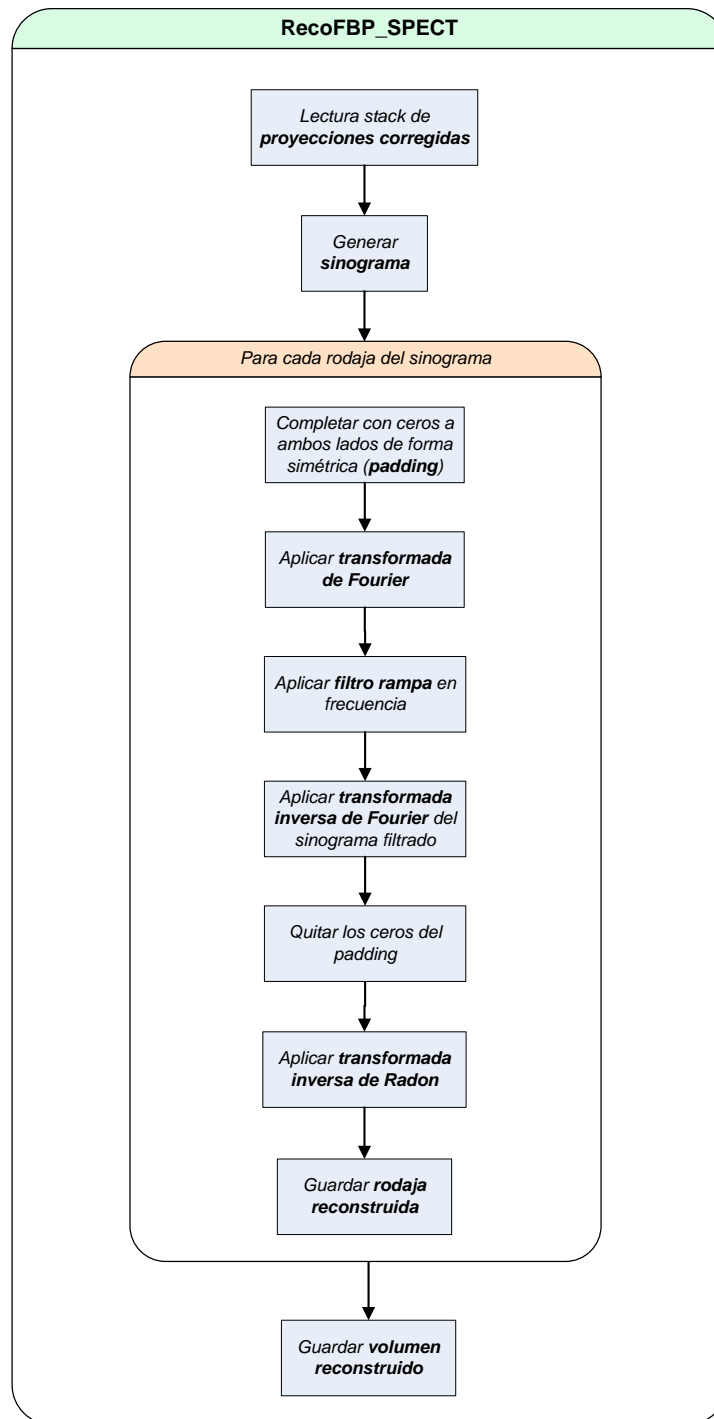 RecoFBP_SPECT
Lectura stack de
proyecciones corregidas
Generar
sinograma
Para cada rodaja del sinograma
Completar con ceros a
ambos lados de forma
simétrica (padding)
Aplicar transformada
de Fourier
Aplicar filtro rampa en
frecuencia
Aplicar transformada
inversa de Fourier del
sinograma filtrado
Quitar los ceros del
padding
Aplicar transformada
inversa de Radon
Guardar rodaja
reconstruida
Guardar volumen
reconstruido